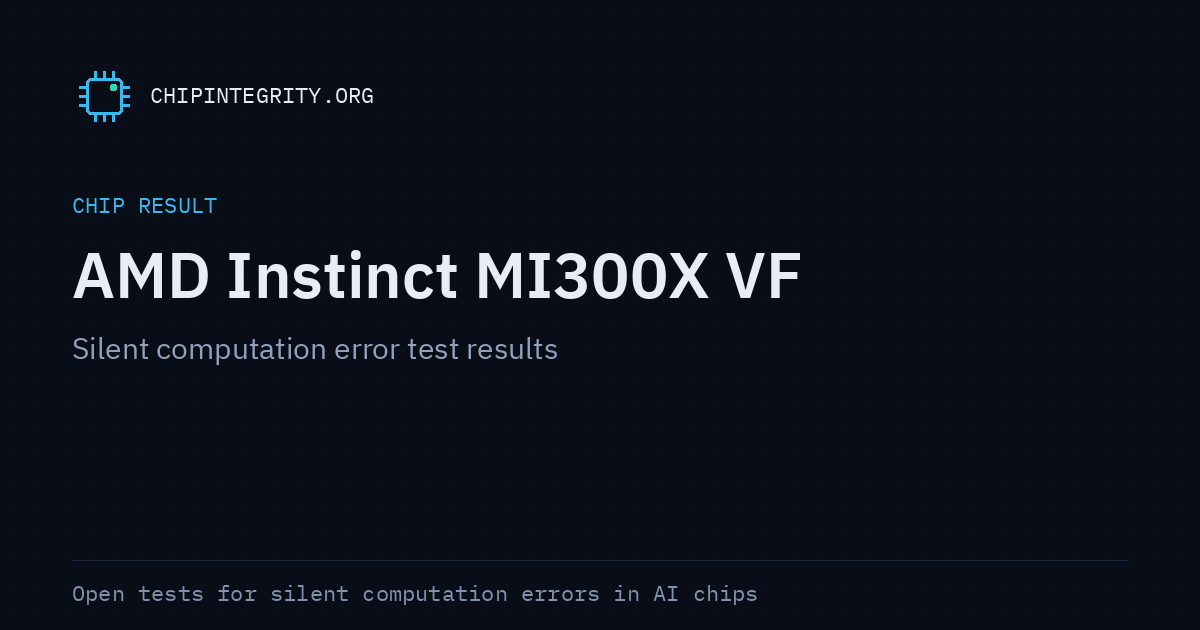 CHIPINTEGRITY.ORG
CHIP RESULT
AMD Instinct MI300X VF
Silent computation error test results
Open tests for silent computation errors in AI chips